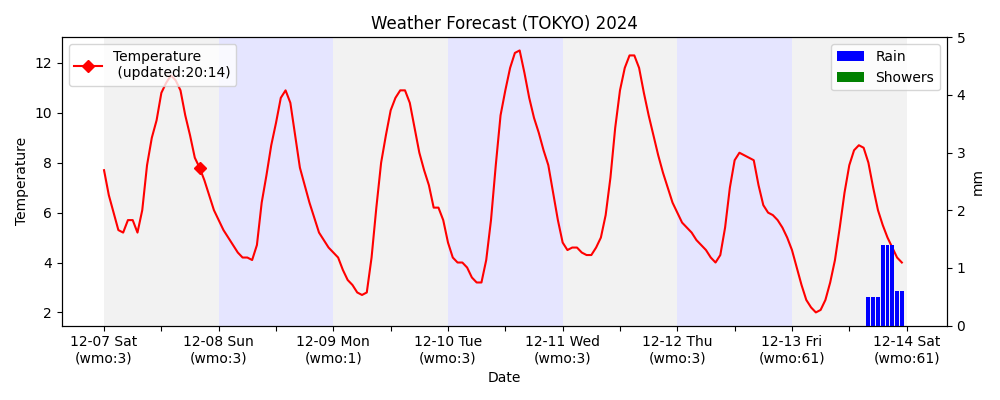 Weather Forecast (TOKYO) 2024
Temperature
(updated:20:14)
Rain
Showers
12
10
8
6
4
2
Temperature
5
4
3
2
1
0
mm
12-07 Sat
(wmo:3)
12-08 Sun
(wmo:3)
12-09 Mon
(wmo:1)
12-10 Tue
(wmo:3)
12-11 Wed
(wmo:3)
12-12 Thu
(wmo:3)
12-13 Fri
(wmo:61)
12-14 Sat
(wmo:61)
Date